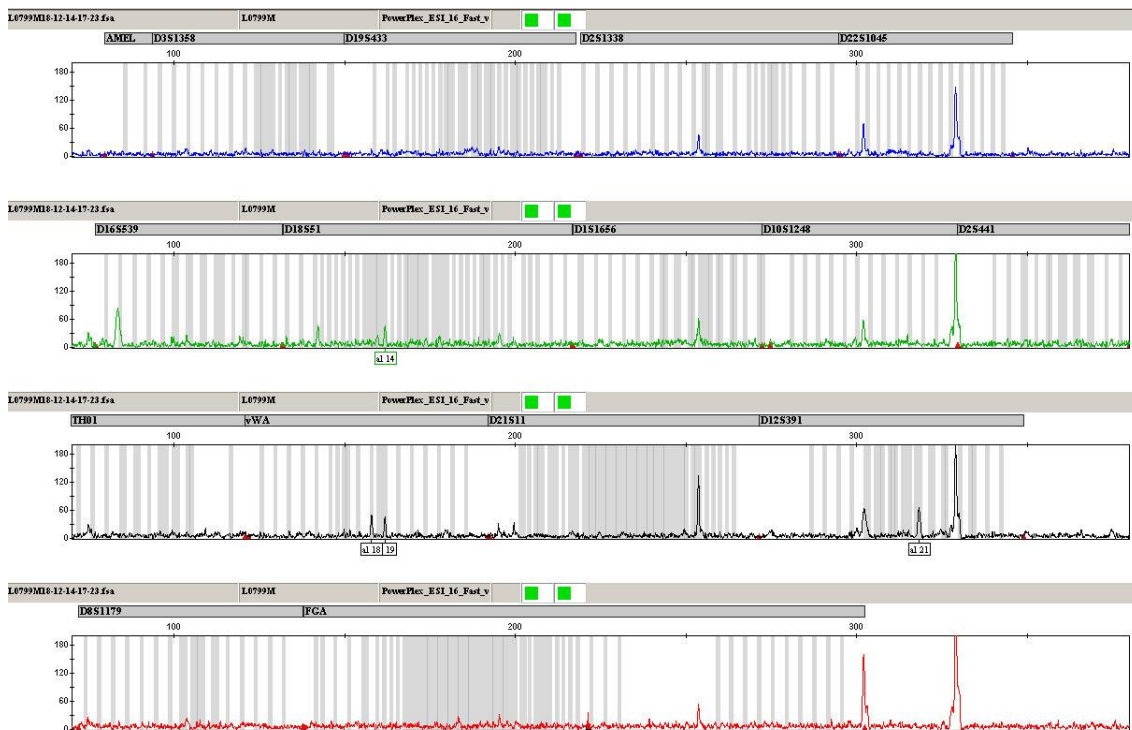 L0799M18-12-14-17-23.fsa L0799M PowerPlex_ESI_16_Fast_v
AMEL D3S1358 D19S433 D2S1338 D22S1045
100 200 300
180
120
60
0
L0799M18-12-14-17-23.fsa L0799M PowerPlex_ESI_16_Fast_v
D16S539 D18S51 D1S1656 D10S1248 D2S441
100 200 300
180
120
60
0
al 14
L0799M18-12-14-17-23.fsa L0799M PowerPlex_ESI_16_Fast_v
TH01 vWA D21S11 D12S391
100 200 300
180
120
60
0
al 18 19 al 21
L0799M18-12-14-17-23.fsa L0799M PowerPlex_ESI_16_Fast_v
D8S1179 FGA
100 200 300
180
120
60
0